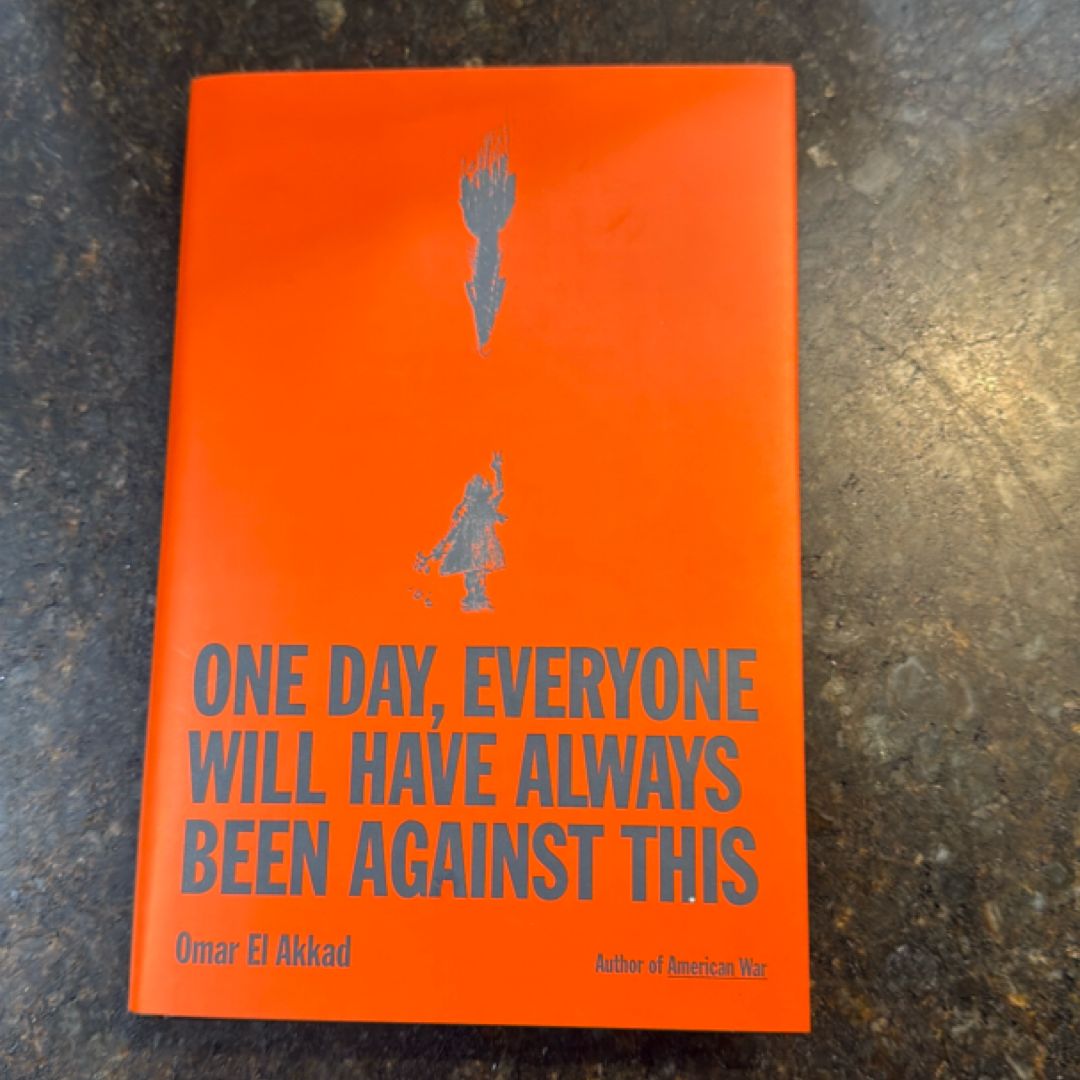 ONE DAY, EVERYONE
WILL HAVE ALWAYS
BEEN AGAINST THIS
Omar El Akkad
Author of American War